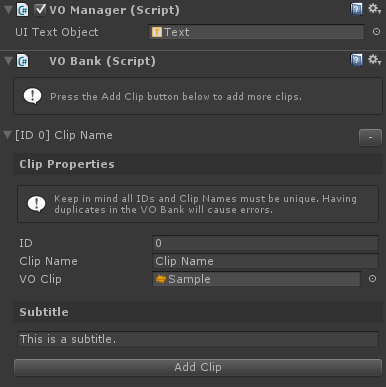 VO Manager (Script)
UI Text Object
Text
VO Bank (Script)
Press the Add Clip button below to add more clips.
[ID 0] Clip Name
-
Clip Properties
Keep in mind all IDs and Clip Names must be unique. Having
duplicates in the VO Bank will cause errors.
ID
0
Clip Name
Clip Name
VO Clip
Sample
Subtitle
This is a subtitle.
Add Clip